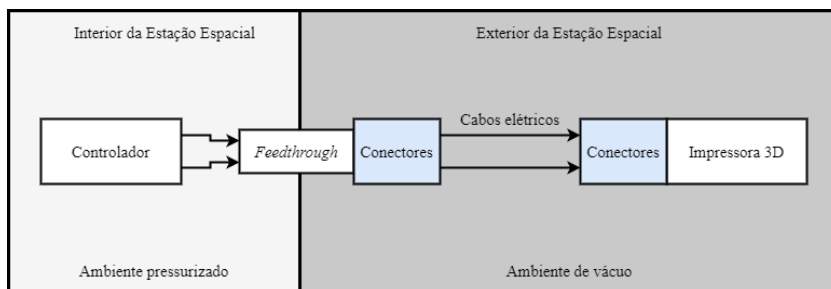 Interior da Estação Espacial
Exterior da Estação Espacial
Cabos elétricos
Controlador
Feedthrough
Conectores
Conectores
Impressora 3D
Ambiente pressurizado
Ambiente de vácuo